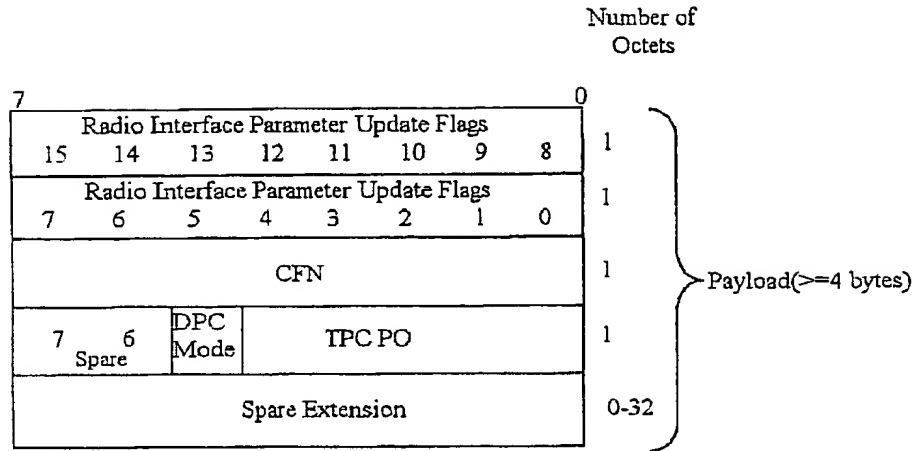 Number of
Octets
7 0
Radio Interface Parameter Update Flags
15 14 13 12 11 10 9 8
1
Radio Interface Parameter Update Flags
7 6 5 4 3 2 1 0
1
CFN
1
Payload(>=4 bytes)
7 6
Spare
DPC
Mode
TPC PO
1
Spare Extension
0-32